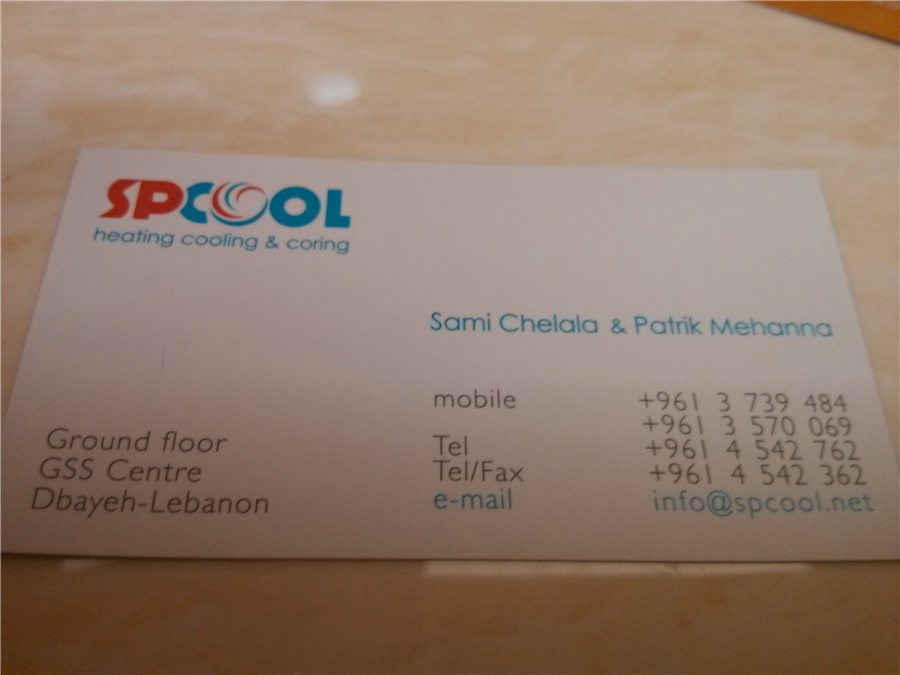 SPCOOL
heating cooling & coring
Sami Chelala & Patrik Mehanna
Ground floor
GSS Centre
Dbayeh-Lebanon
mobile +961 3 739 484
+961 3 570 069
Tel +961 4 542 762
Tel/Fax +961 4 542 362
e-mail info@spcool.net